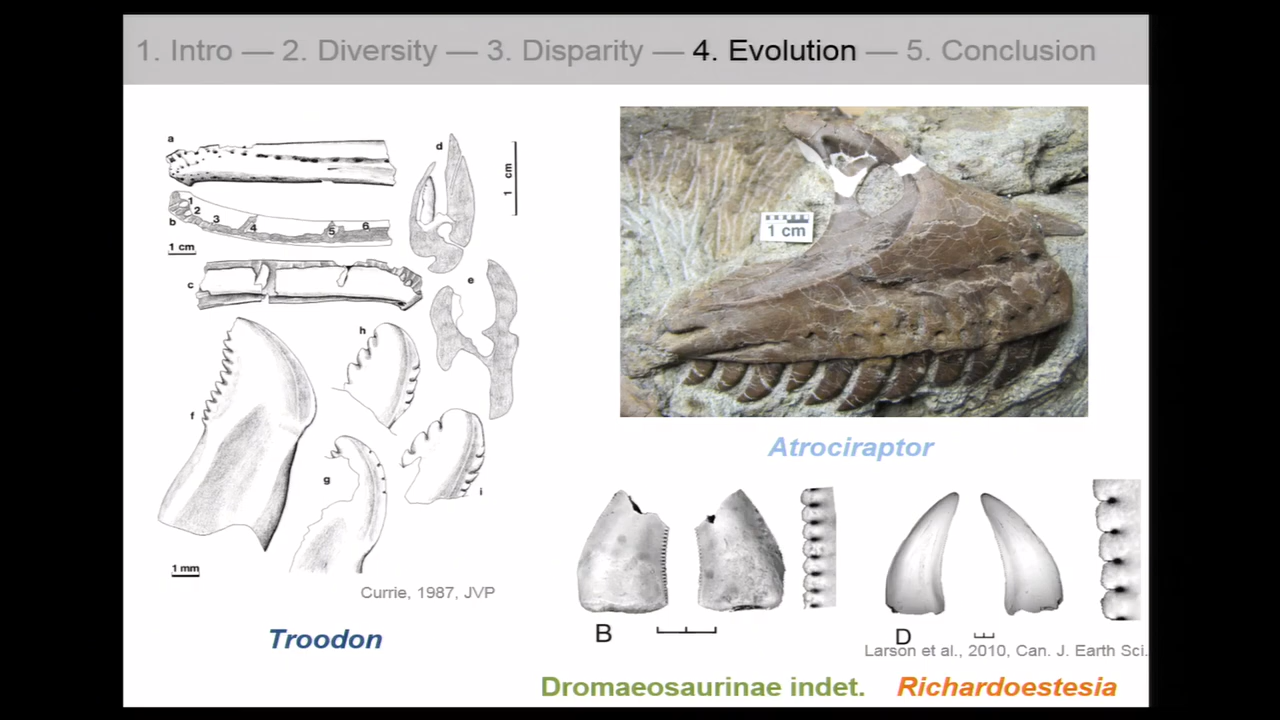 1. Intro — 2. Diversity — 3. Disparity — 4. Evolution — 5. Conclusion
a
d
1 cm
1
2
3
4
5
6
b
1 cm
c
e
1 cm
h
f
g
i
1 mm
Currie, 1987, JVP
Troodon
Atrociraptor
B
D
Larson et al., 2010, Can. J. Earth Sci.
Dromaeosaurinae indet.
Richardoestesia